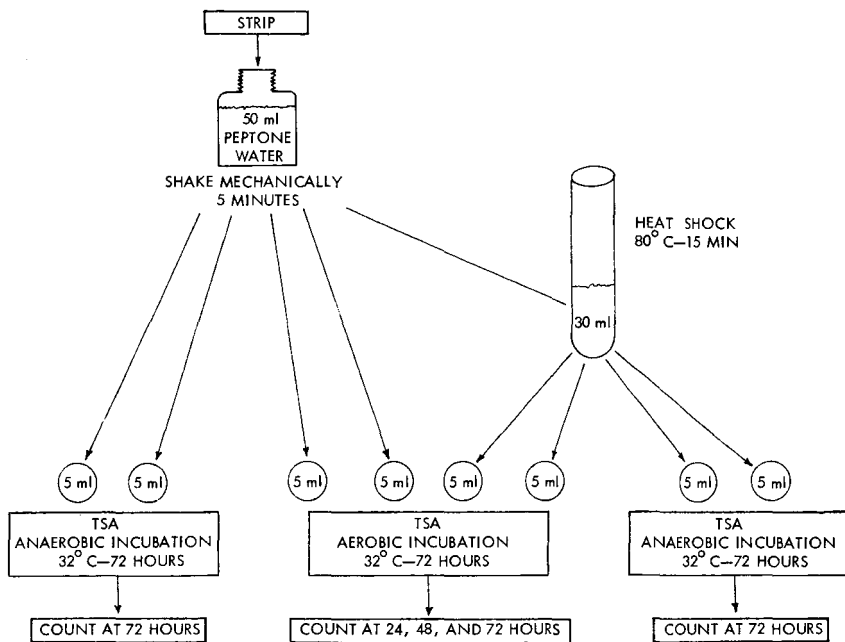 STRIP
50 ml
PEPTONE
WATER
SHAKE MECHANICALLY
5 MINUTES
HEAT SHOCK
80° C—15 MIN
30 ml
5 ml
5 ml
5 ml
5 ml
5 ml
5 ml
5 ml
5 ml
TSA
ANAEROBIC INCUBATION
32° C—72 HOURS
TSA
AEROBIC INCUBATION
32° C—72 HOURS
TSA
ANAEROBIC INCUBATION
32° C—72 HOURS
COUNT AT 72 HOURS
COUNT AT 24, 48, AND 72 HOURS
COUNT AT 72 HOURS